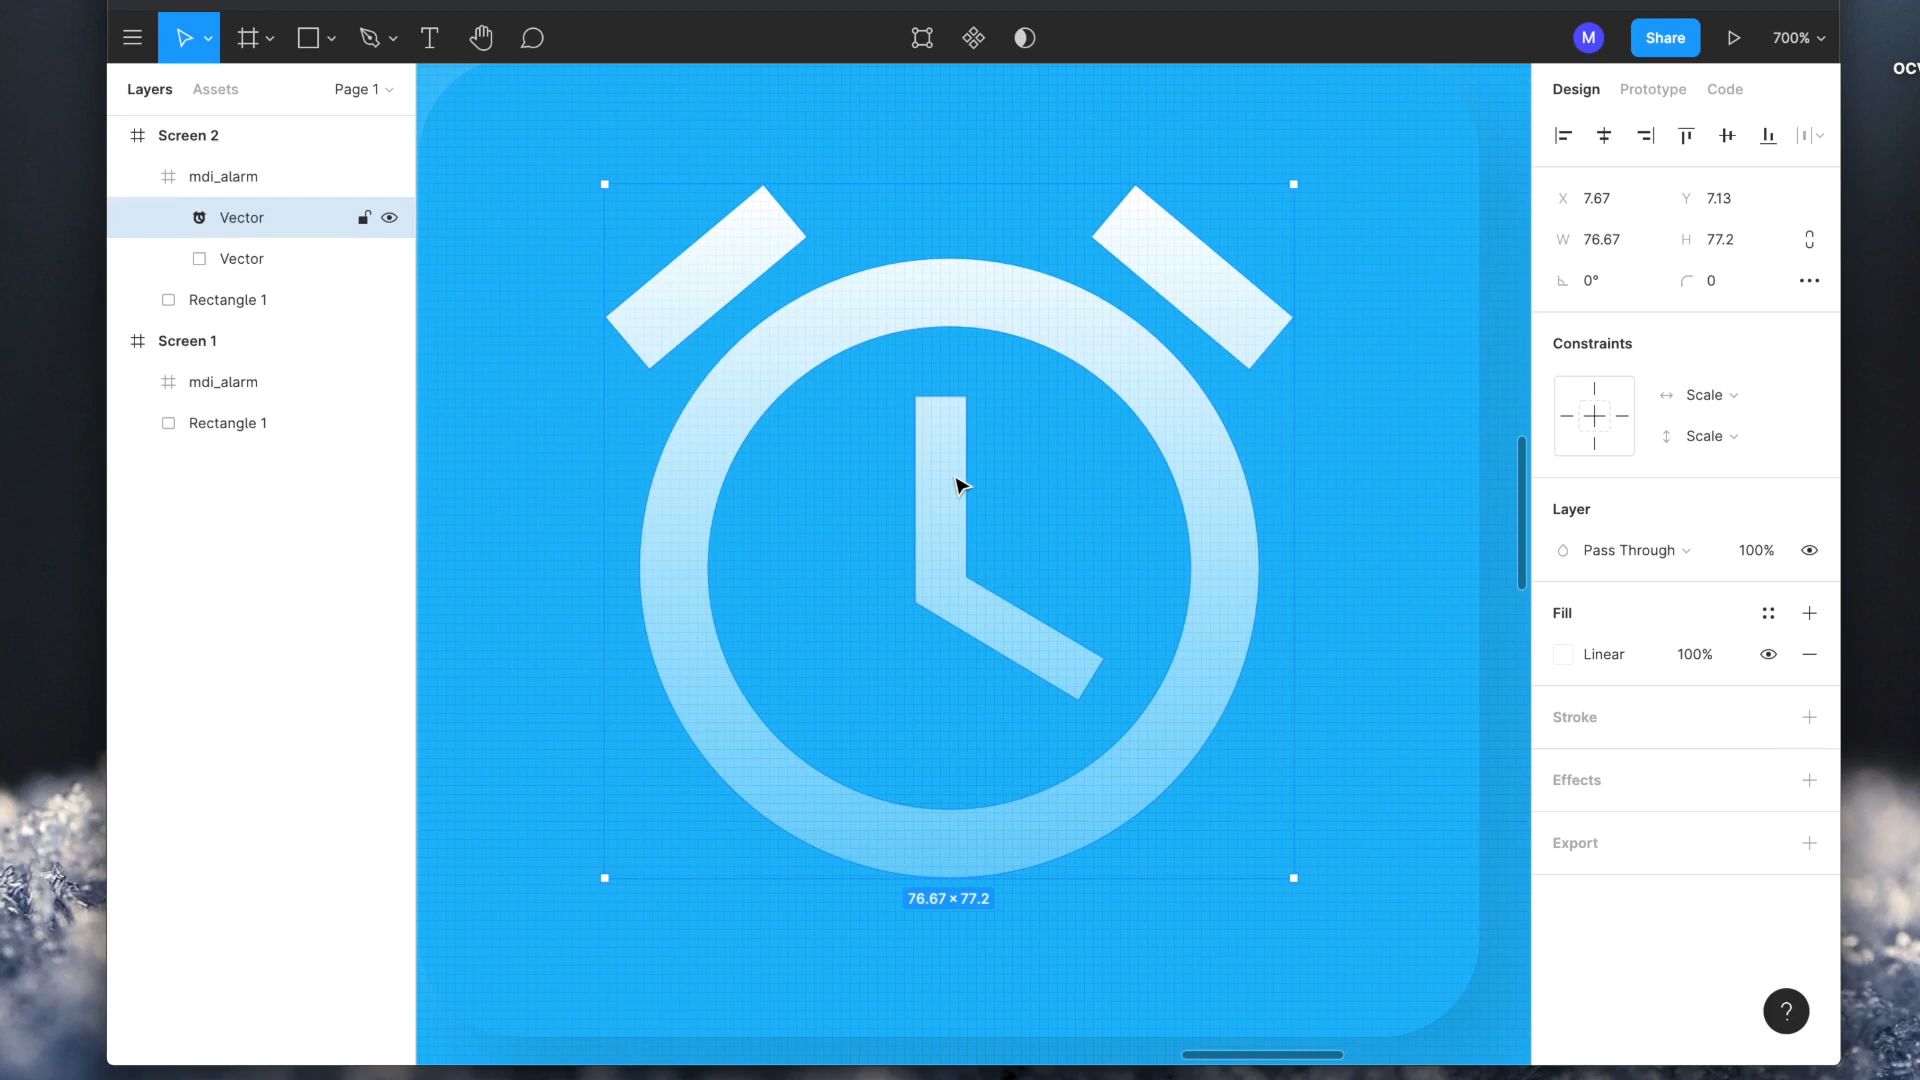 M
Share
700%
Layers
Assets
Page 1
Screen 2
mdi_alarm
Vector
Vector
Rectangle 1
Screen 1
mdi_alarm
Rectangle 1
76.67 × 77.2
Design
Prototype
Code
X 7.67
Y 7.13
W 76.67
H 77.2
0°
0
Constraints
Scale
Scale
Layer
Pass Through
100%
Fill
Linear
100%
Stroke
Effects
Export
?